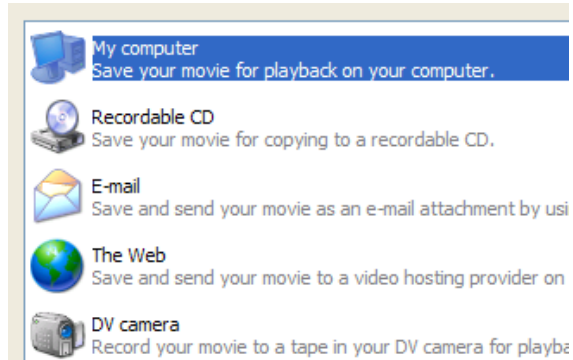 My computer
Save your movie for playback on your computer.
Recordable CD
Save your movie for copying to a recordable CD.
E-mail
Save and send your movie as an e-mail attachment by
The Web
Save and send your movie to a video hosting provider on
DV camera
Record your movie to a tape in your DV camera for